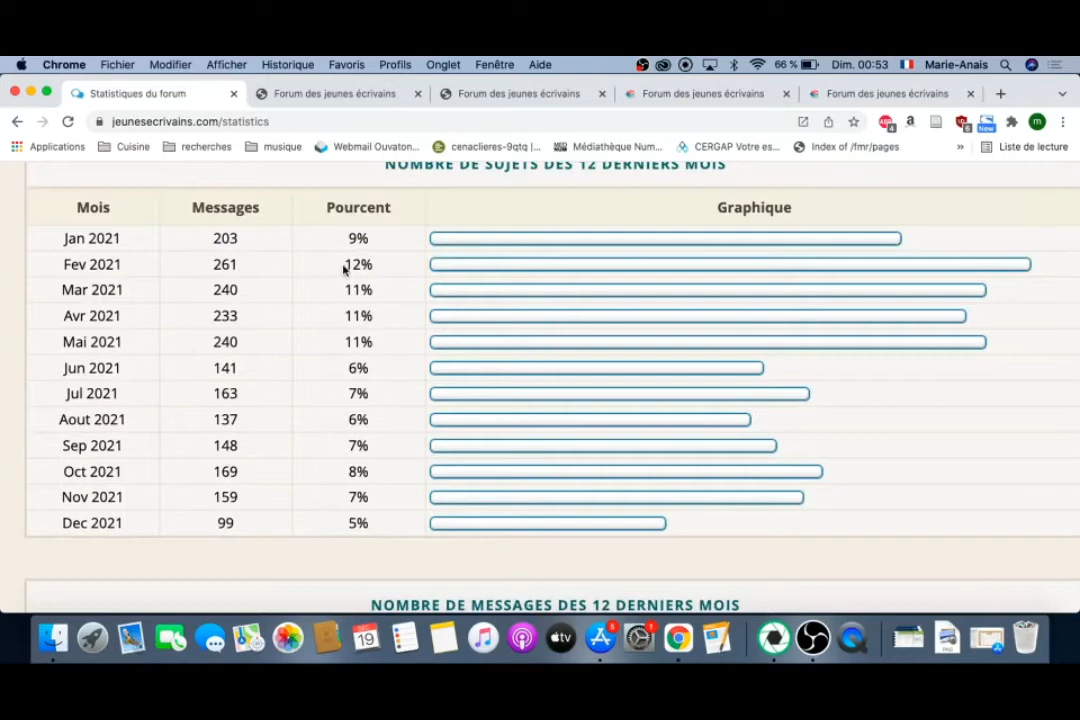 Chrome Fichier Modifier Afficher Historique Favoris Profils Onglet Fenêtre Aide 66 % Dim. 00:53 Marie-Anais
Statistiques du forum Forum des jeunes écrivains Forum des jeunes écrivains Forum des jeunes écrivains Forum des jeunes écrivains
jeunesecrivains.com/statistics
Applications Cuisine recherches musique Webmail Ouvaton... cenaclieres-9qtq |... Médiathèque Num... CERGAP Votre es... Index of /fmr/pages » Liste de lecture
NOMBRE DE SUJETS DES 12 DERNIERS MOIS
Mois Messages Pourcent Graphique
Jan 2021 203 9%
Fev 2021 261 12%
Mar 2021 240 11%
Avr 2021 233 11%
Mai 2021 240 11%
Jun 2021 141 6%
Jul 2021 163 7%
Aout 2021 137 6%
Sep 2021 148 7%
Oct 2021 169 8%
Nov 2021 159 7%
Dec 2021 99 5%
NOMBRE DE MESSAGES DES 12 DERNIERS MOIS
19 tv 5 1